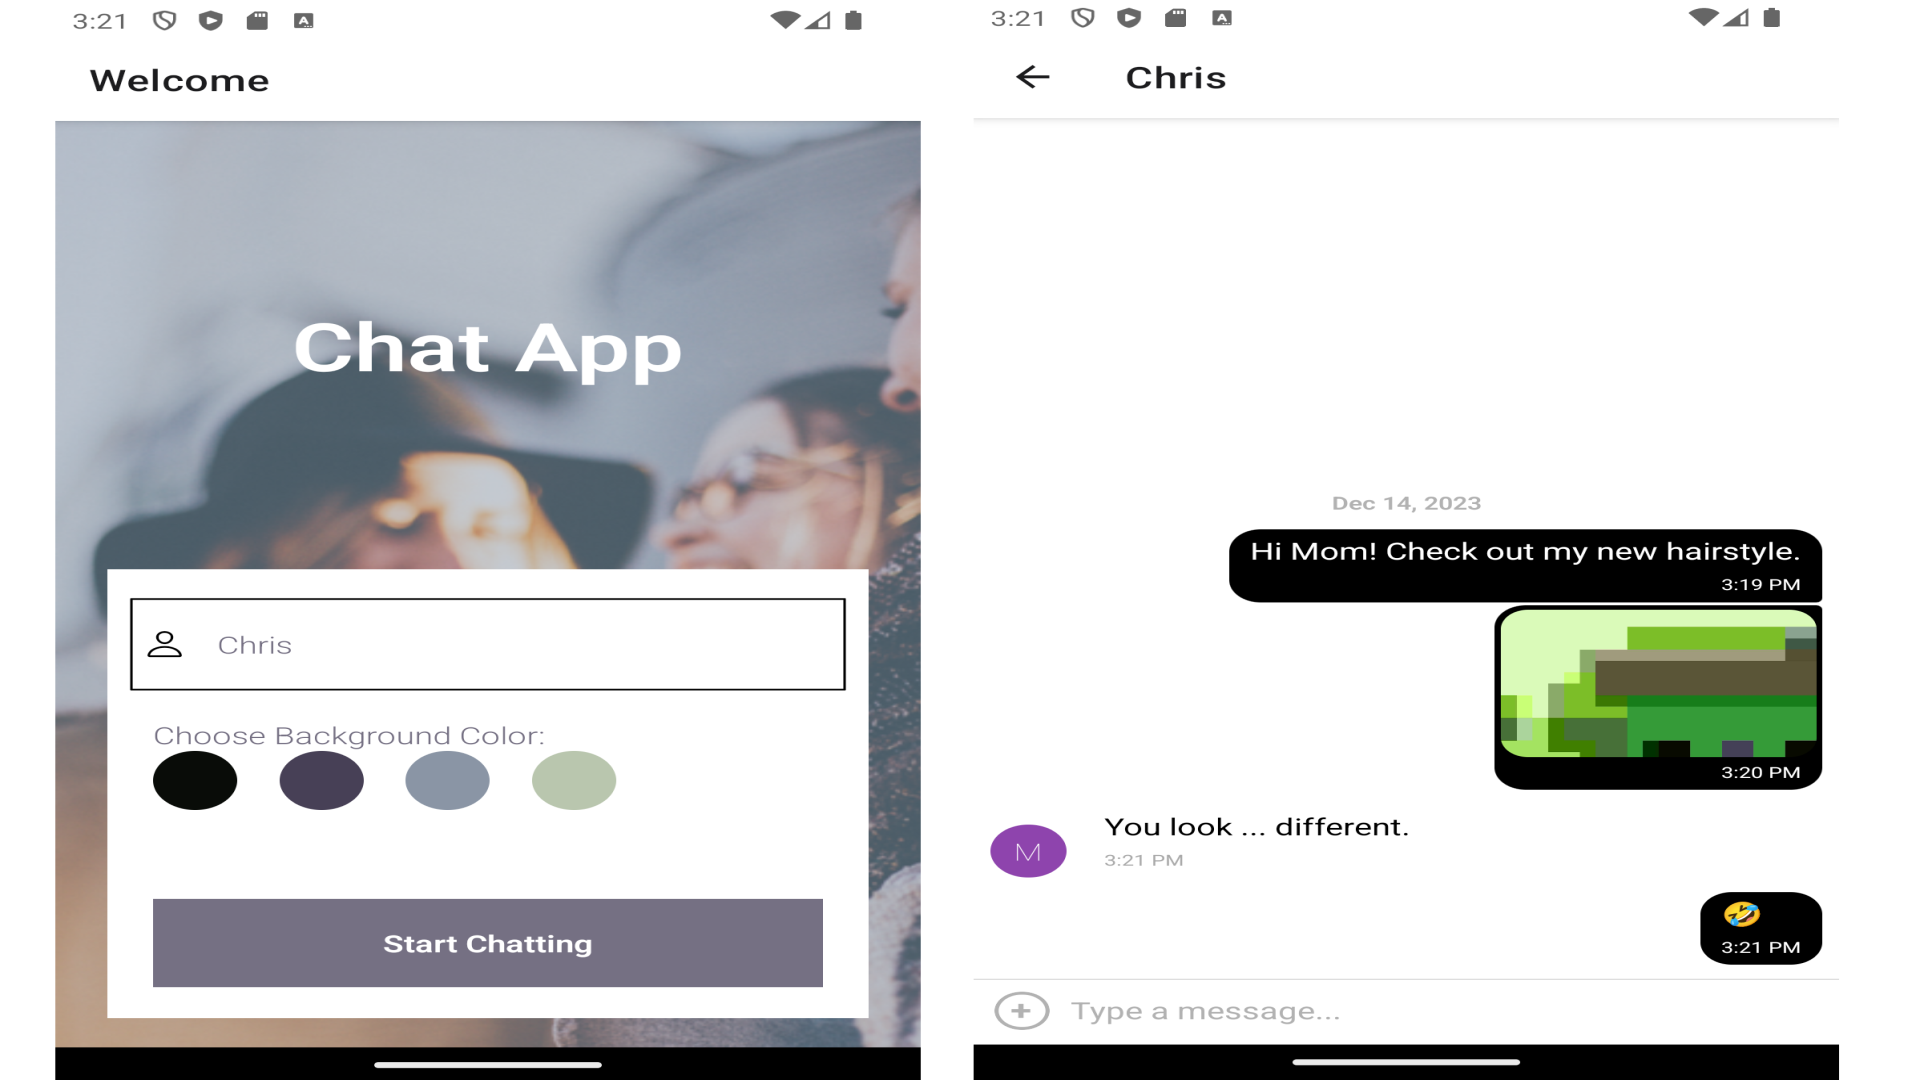 3:21
Welcome
Chat App
Chris
Choose Background Color:
Start Chatting
3:21
Chris
Dec 14, 2023
Hi Mom! Check out my new hairstyle.
3:19 PM
3:20 PM
M
You look ... different.
3:21 PM
🤣
3:21 PM
Type a message...